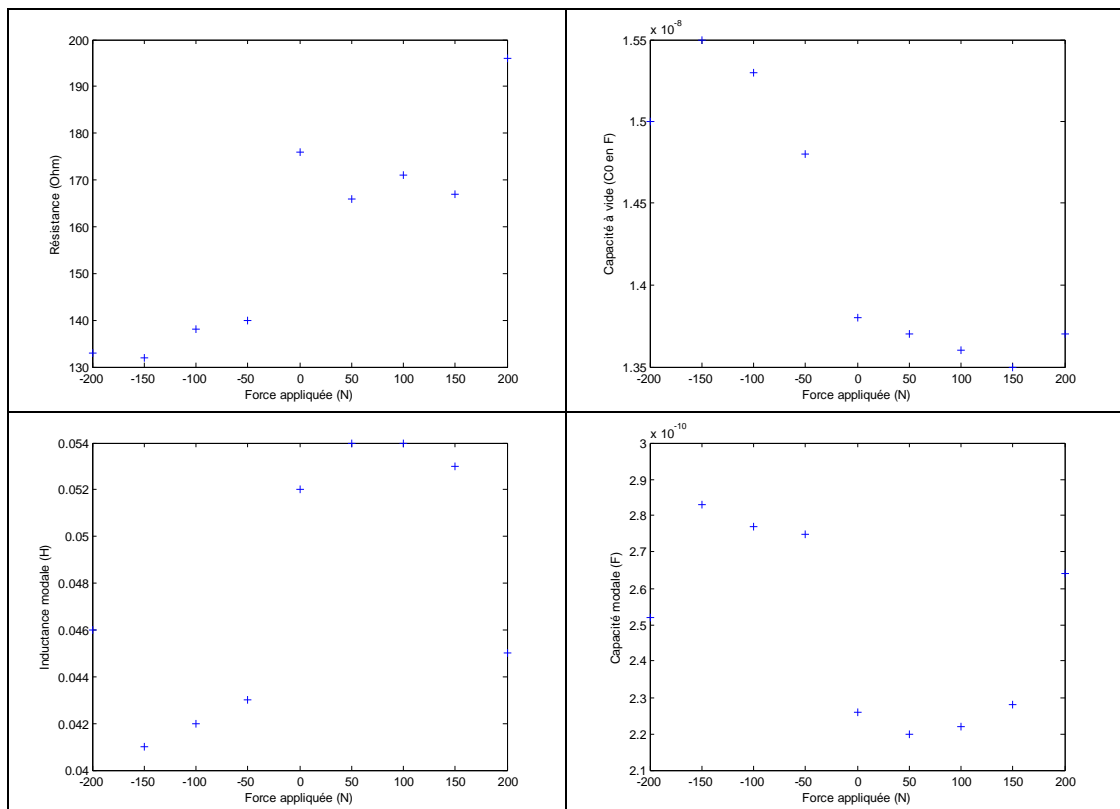 200
190
180
170
160
150
140
130
-200 -150 -100 -50 0 50 100 150 200
Résistance (Ohm)
Force appliquée (N)
x 10-8
1.55
1.5
1.45
1.4
1.35
-200 -150 -100 -50 0 50 100 150 200
Capacité à vide (C0 en F)
Force appliquée (N)
0.054
0.052
0.05
0.048
0.046
0.044
0.042
0.04
-200 -150 -100 -50 0 50 100 150 200
Inductance modale (H)
Force appliquée (N)
x 10-10
3
2.9
2.8
2.7
2.6
2.5
2.4
2.3
2.2
2.1
-200 -150 -100 -50 0 50 100 150 200
Capacité modale (F)
Force appliquée (N)